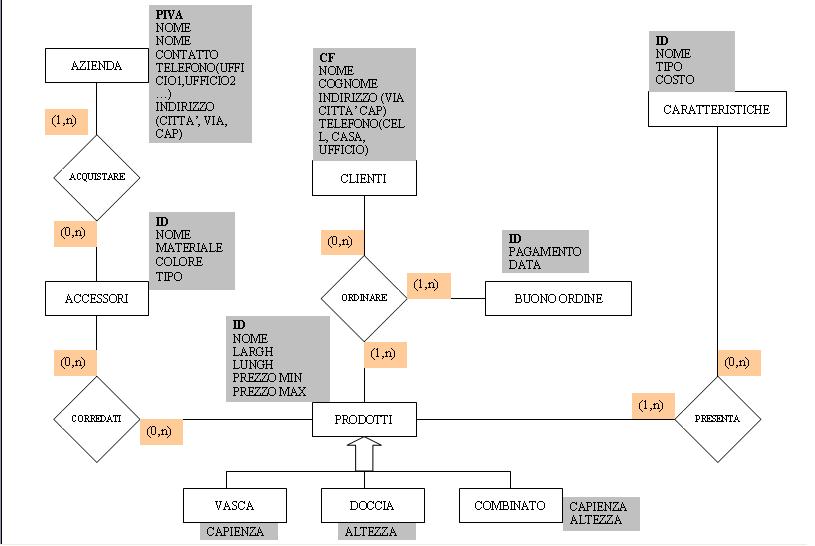 PIVA
NOME
NOME
CONTATTO
TELEFONO(UFFI
CIO1,UFFICIO2
...)
INDIRIZZO
(CITTA', VIA,
CAP)
AZIENDA
(1,n)
ACQUISTARE
(0,n)
ID
NOME
MATERIALE
COLORE
TIPO
ACCESSORI
(0,n)
CORREDATI
(0,n)
CF
NOME
COGNOME
INDIRIZZO (VIA
CITTA' CAP)
TELEFONO(CEL
L, CASA,
UFFICIO)
CLIENTI
(0,n)
ORDINARE
(1,n)
(1,n)
ID
PAGAMENTO
DATA
BUONO ORDINE
ID
NOME
LARGH
LUNGH
PREZZO MIN
PREZZO MAX
PRODOTTI
ID
NOME
TIPO
COSTO
CARATTERISTICHE
(0,n)
(1,n)
PRESENTA
VASCA
CAPIENZA
DOCCIA
ALTEZZA
COMBINATO
CAPIENZA
ALTEZZA